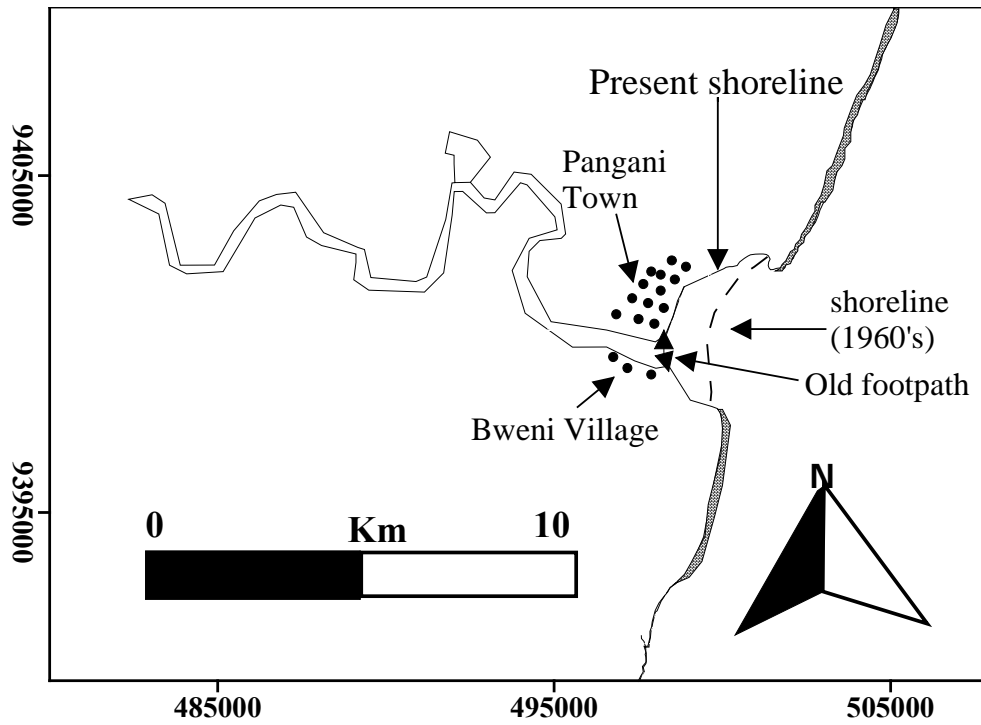 Present shoreline
Pangani
Town
9405000
shoreline
(1960's)
Old footpath
Bweni Village
N
9395000
0 Km 10
485000 495000 505000